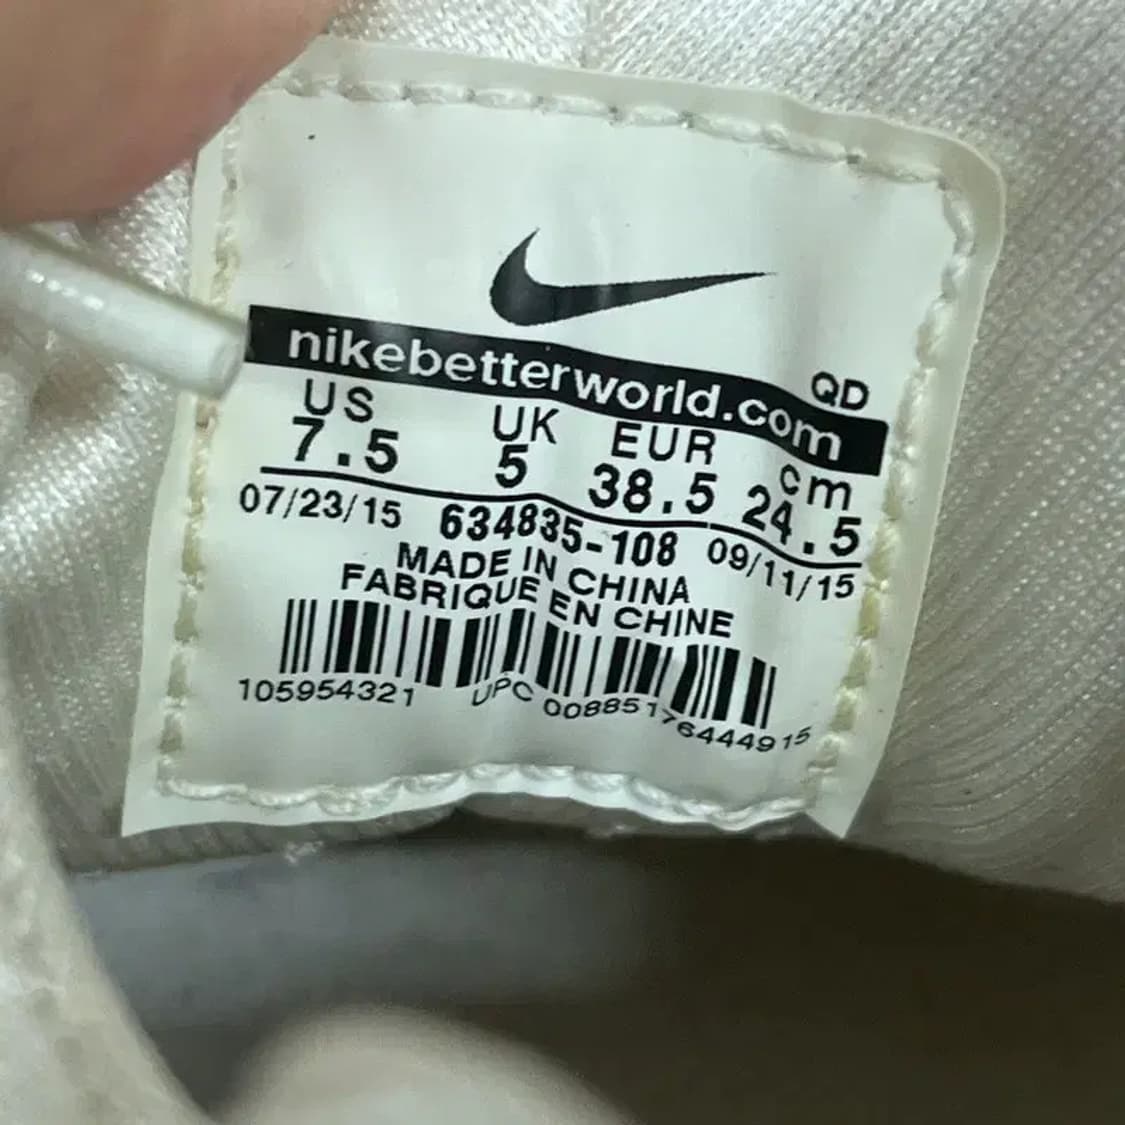 nikebetterworld.com
QD
US UK EUR cm
7.5 5 38.5 24.5
07/23/15 634835-108 09/11/15
MADE IN CHINA
FABRIQUE EN CHINE
105954321 UPC 00885176444915